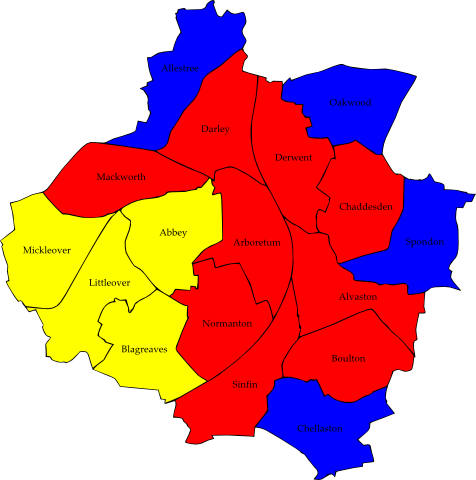 Allestree
Oakwood
Darley
Derwent
Mackworth
Chaddesden
Abbey
Arboretum
Spondon
Mickleover
Littleover
Alvaston
Normanton
Blagreaves
Boulton
Sinfin
Chellaston